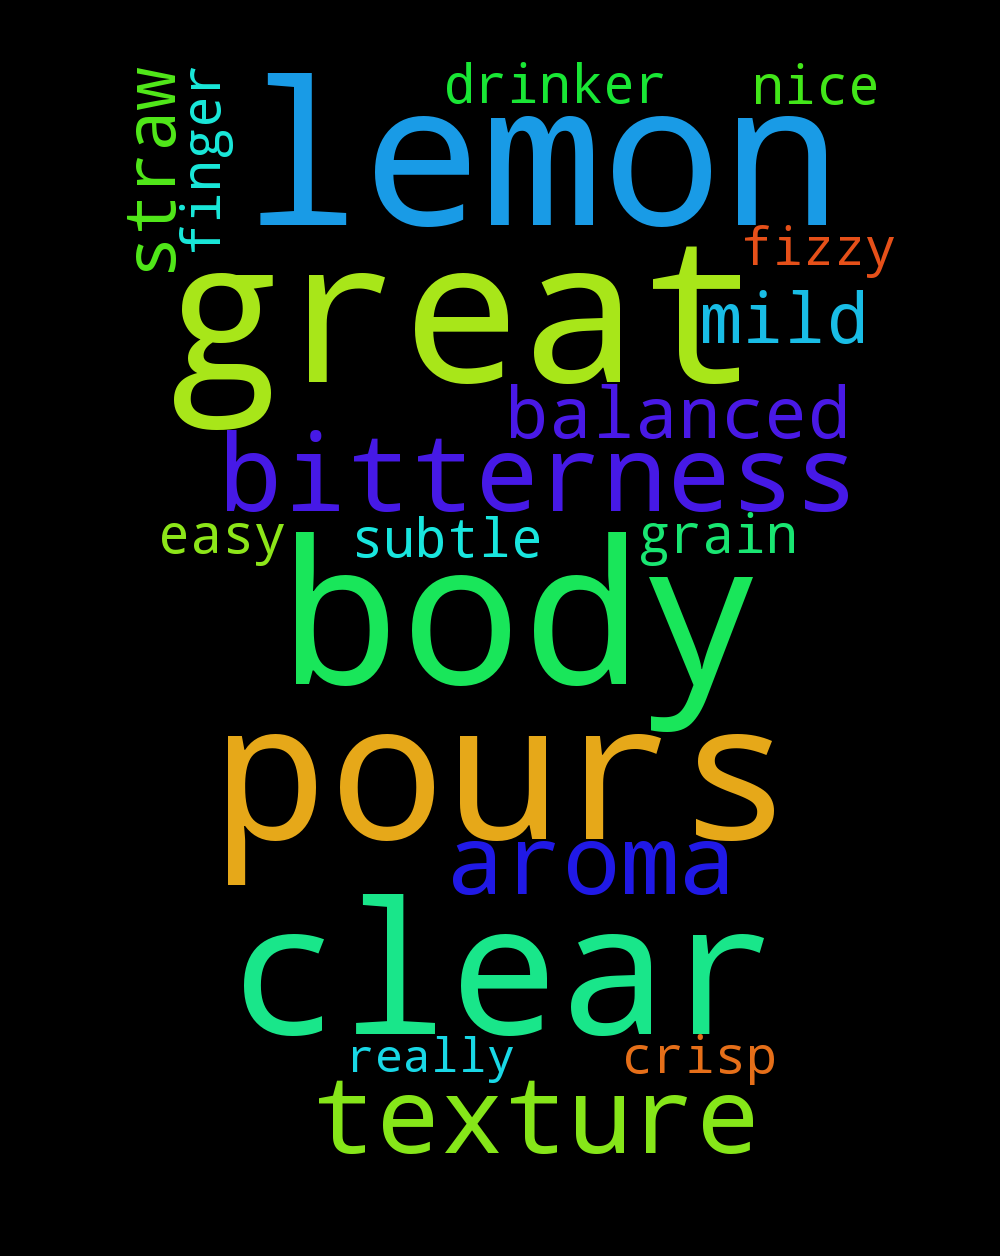 straw
finger
drinker
nice
lemon
fizzy
great
mild
balanced
bitterness
easy
subtle
grain
body
pours
aroma
clear
really
crisp
texture